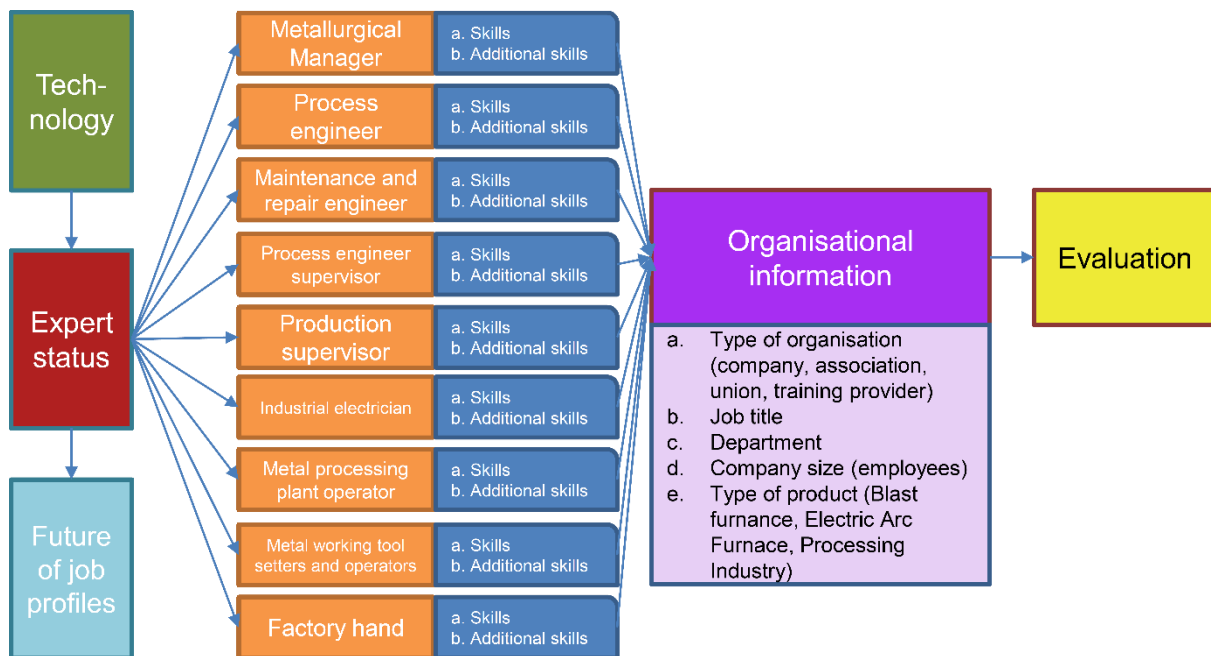 Tech-
nology
Expert
status
Future
of job
profiles
Metallurgical
Manager
a. Skills
b. Additional skills
Process
engineer
a. Skills
b. Additional skills
Maintenance and
repair engineer
a. Skills
b. Additional skills
Process engineer
supervisor
a. Skills
b. Additional skills
Production
supervisor
a. Skills
b. Additional skills
Industrial electrician
a. Skills
b. Additional skills
Metal processing
plant operator
a. Skills
b. Additional skills
Metal working tool
setters and operators
a. Skills
b. Additional skills
Factory hand
a. Skills
b. Additional skills
Organisational
information
a. Type of organisation
(company, association,
union, training provider)
b. Job title
c. Department
d. Company size (employees)
e. Type of product (Blast
furnance, Electric Arc
Furnace, Processing
Industry)
Evaluation